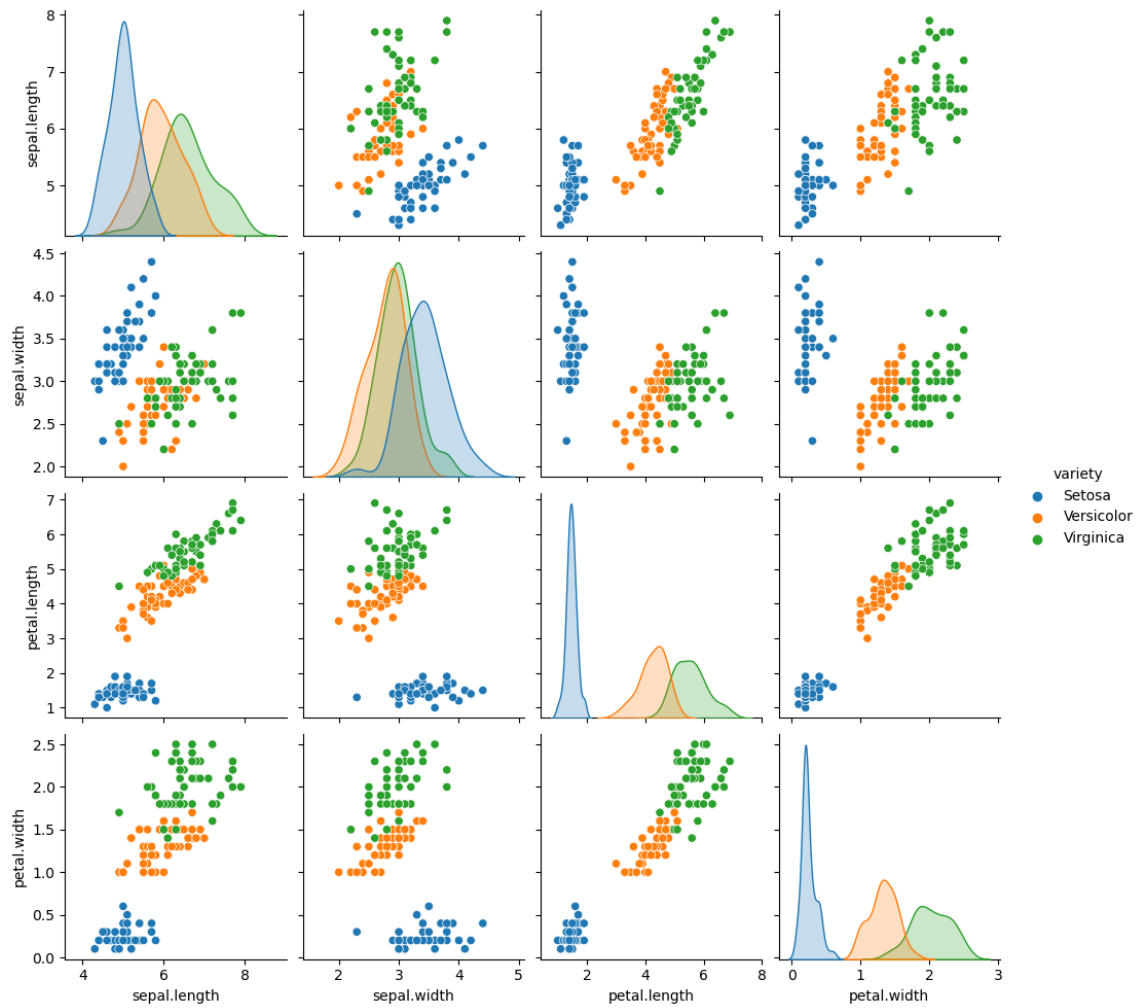 8
7
6
5
sepal.length
4.5
4.0
3.5
3.0
2.5
2.0
sepal.width
variety
Setosa
Versicolor
Virginica
7
6
5
4
3
2
1
petal.length
2.5
2.0
1.5
1.0
0.5
0.0
petal.width
4 6 8
sepal.length
2 3 4 5
sepal.width
2 4 6 8
petal.length
0 1 2 3
petal.width